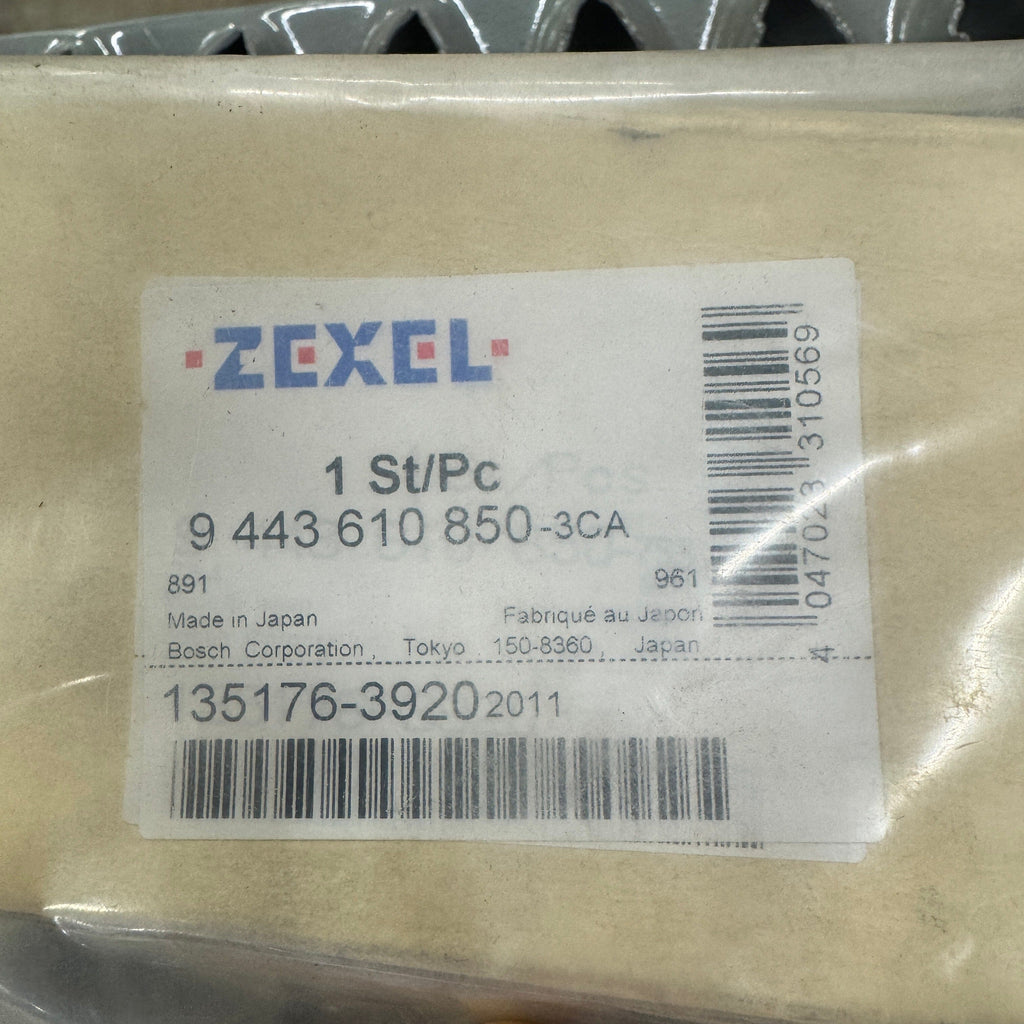 ZEXEL
1 St/Pc
9 443 610 850-3CA
891 961
Made in Japan Fabriqué au Japon
Bosch Corporation, Tokyo 150-8360, Japan
135176-3920 2011
4 047023 310569